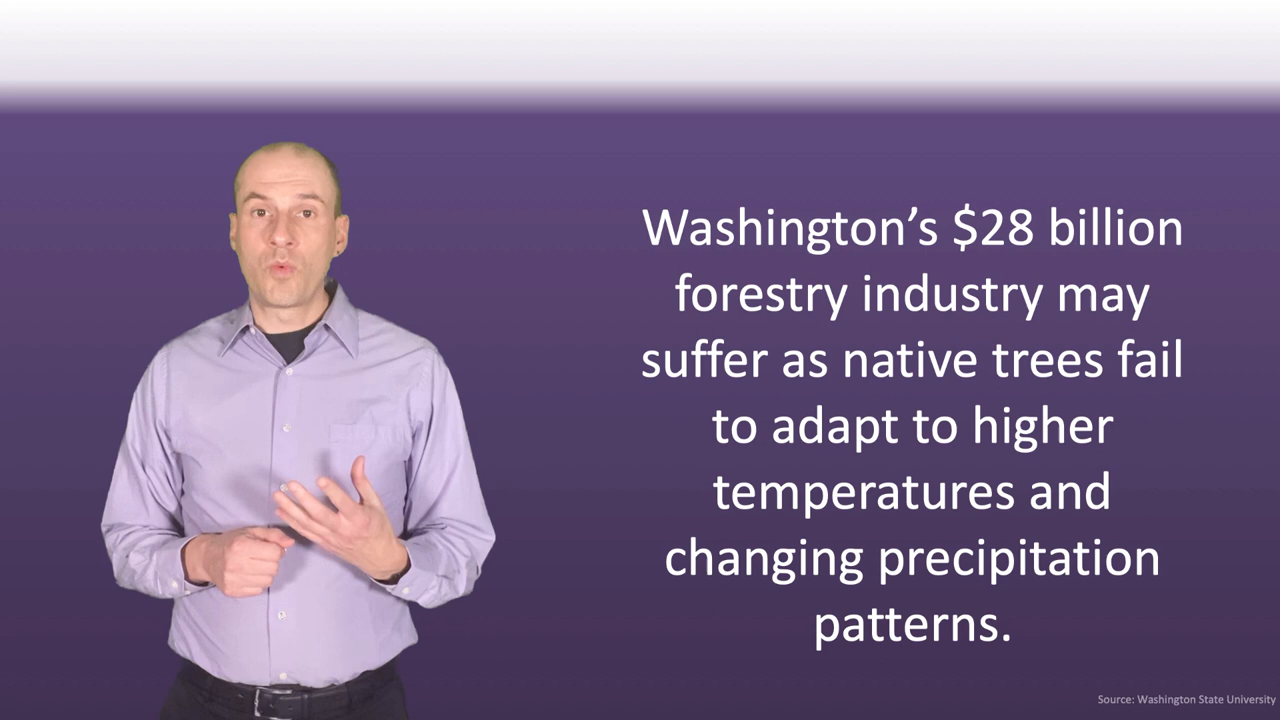 Washington’s $28 billion
forestry industry may
suffer as native trees fail
to adapt to higher
temperatures and
changing precipitation
patterns.
Source: Washington State University